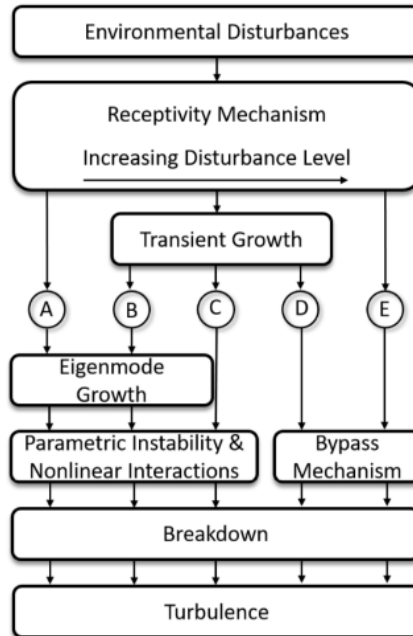 Environmental Disturbances
Receptivity Mechanism
Increasing Disturbance Level
Transient Growth
A
B
C
D
E
Eigenmode
Growth
Parametric Instability &
Nonlinear Interactions
Bypass
Mechanism
Breakdown
Turbulence